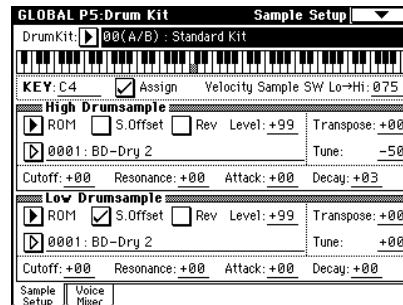 GLOBAL P5:Drum Kit Sample Setup
DrumKit: 00(A/B) : Standard Kit
KEY: C4 Assign Velocity Sample SW Lo→Hi: 075
High Drumsample
ROM S.Offset Rev Level: +99 Transpose: +00
0001: BD-Dry 2 Tune: -50
Cutoff: +00 Resonance: +00 Attack: +00 Decay: +03
Low Drumsample
ROM S.Offset Rev Level: +99 Transpose: +00
0001: BD-Dry 2 Tune: +00
Cutoff: +00 Resonance: +00 Attack: +00 Decay: +00
Sample Setup Voice Mixer